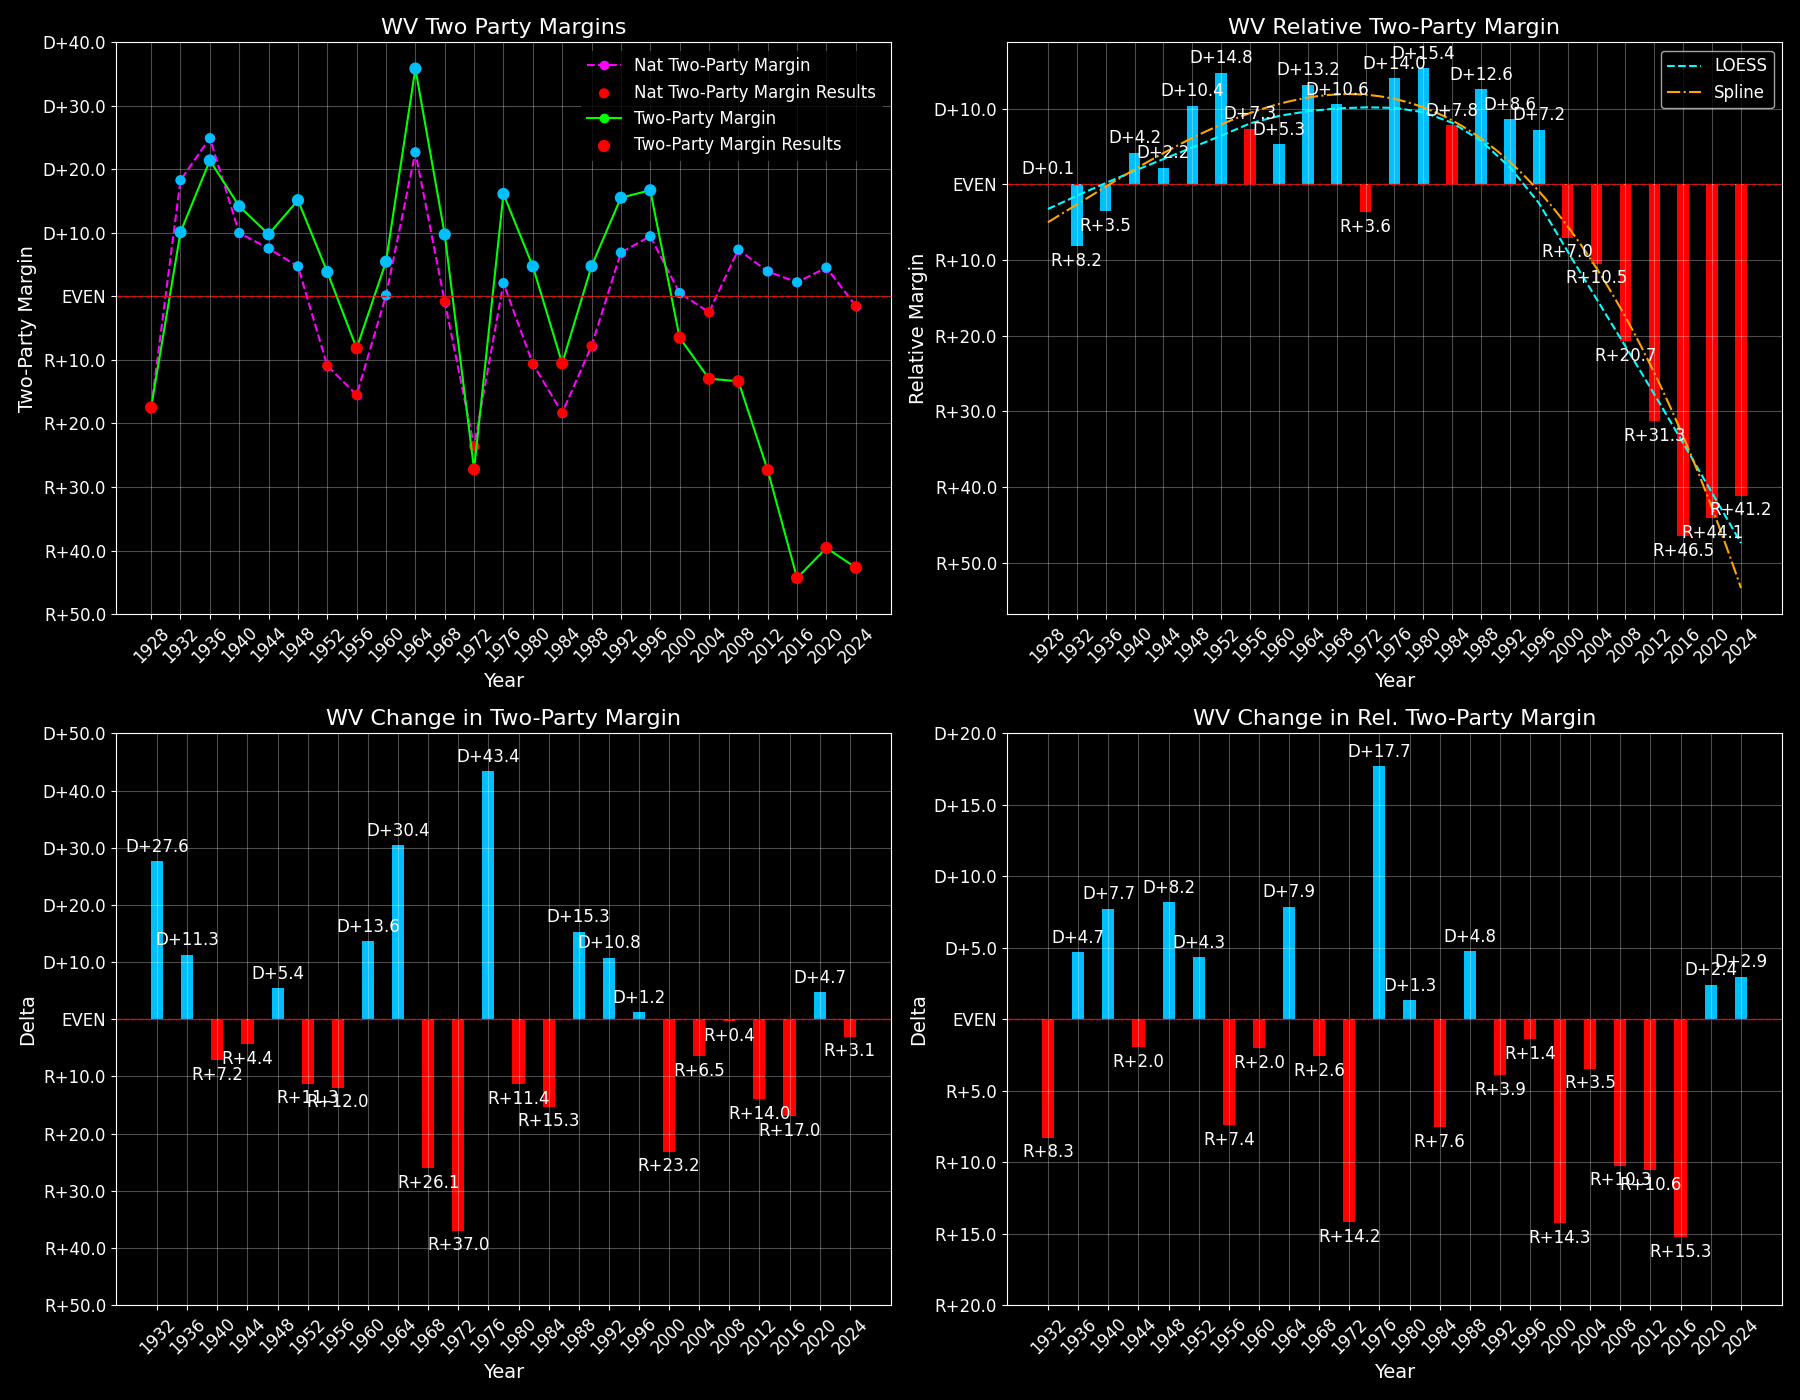 WV Two Party Margins
D+40.0
D+30.0
D+20.0
D+10.0
EVEN
R+10.0
R+20.0
R+30.0
R+40.0
R+50.0
Two-Party Margin
Nat Two-Party Margin
Nat Two-Party Margin Results
Two-Party Margin
Two-Party Margin Results
1928
1932
1936
1940
1944
1948
1952
1956
1960
1964
1968
1972
1976
1980
1984
1988
1992
1996
2000
2004
2008
2012
2016
2020
2024
Year
WV Relative Two-Party Margin
D+10.0
EVEN
R+10.0
R+20.0
R+30.0
R+40.0
R+50.0
Relative Margin
LOESS
Spline
D+0.1
R+8.2
R+3.5
D+4.2
D+2.2
D+10.4
D+14.8
D+7.3
D+5.3
D+13.2
D+10.6
R+3.6
D+14.0
D+15.4
D+7.8
D+12.6
D+8.6
D+7.2
R+7.0
R+10.5
R+20.7
R+31.3
R+46.5
R+44.1
R+41.2
1928
1932
1936
1940
1944
1948
1952
1956
1960
1964
1968
1972
1976
1980
1984
1988
1992
1996
2000
2004
2008
2012
2016
2020
2024
Year
WV Change in Two-Party Margin
D+50.0
D+40.0
D+30.0
D+20.0
D+10.0
EVEN
R+10.0
R+20.0
R+30.0
R+40.0
R+50.0
Delta
D+27.6
D+11.3
R+7.2
R+4.4
D+5.4
R+11.3
R+12.0
D+13.6
D+30.4
R+26.1
R+37.0
D+43.4
R+11.4
R+15.3
D+15.3
D+10.8
D+1.2
R+23.2
R+6.5
R+0.4
R+14.0
R+17.0
D+4.7
R+3.1
1932
1936
1940
1944
1948
1952
1956
1960
1964
1968
1972
1976
1980
1984
1988
1992
1996
2000
2004
2008
2012
2016
2020
2024
Year
WV Change in Rel. Two-Party Margin
D+20.0
D+15.0
D+10.0
D+5.0
EVEN
R+5.0
R+10.0
R+15.0
R+20.0
Delta
R+8.3
D+4.7
D+7.7
R+2.0
D+8.2
D+4.3
R+7.4
R+2.0
D+7.9
R+2.6
R+14.2
D+17.7
D+1.3
R+7.6
D+4.8
R+3.9
R+1.4
R+14.3
R+3.5
R+10.3
R+10.6
R+15.3
D+2.4
D+2.9
1932
1936
1940
1944
1948
1952
1956
1960
1964
1968
1972
1976
1980
1984
1988
1992
1996
2000
2004
2008
2012
2016
2020
2024
Year